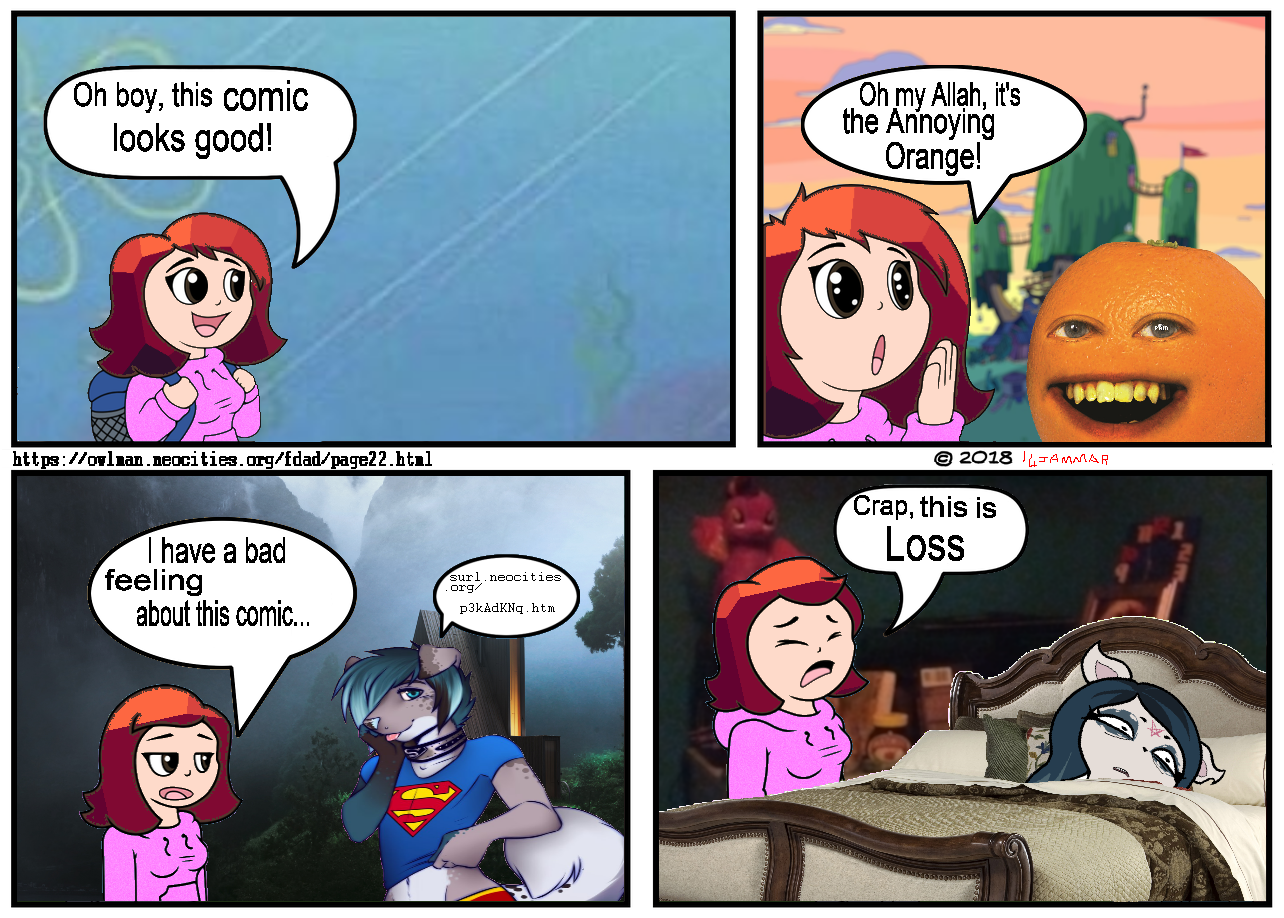 Oh boy, this comic
looks good!
Oh my Allah, it's
the Annoying
Orange!
https://owlman.neocities.org/fdad/page22.html
© 2018
I have a bad
feeling
about this comic...
surl.neocities
.org/
p3kAdKNq.htm
Crap, this is
Loss